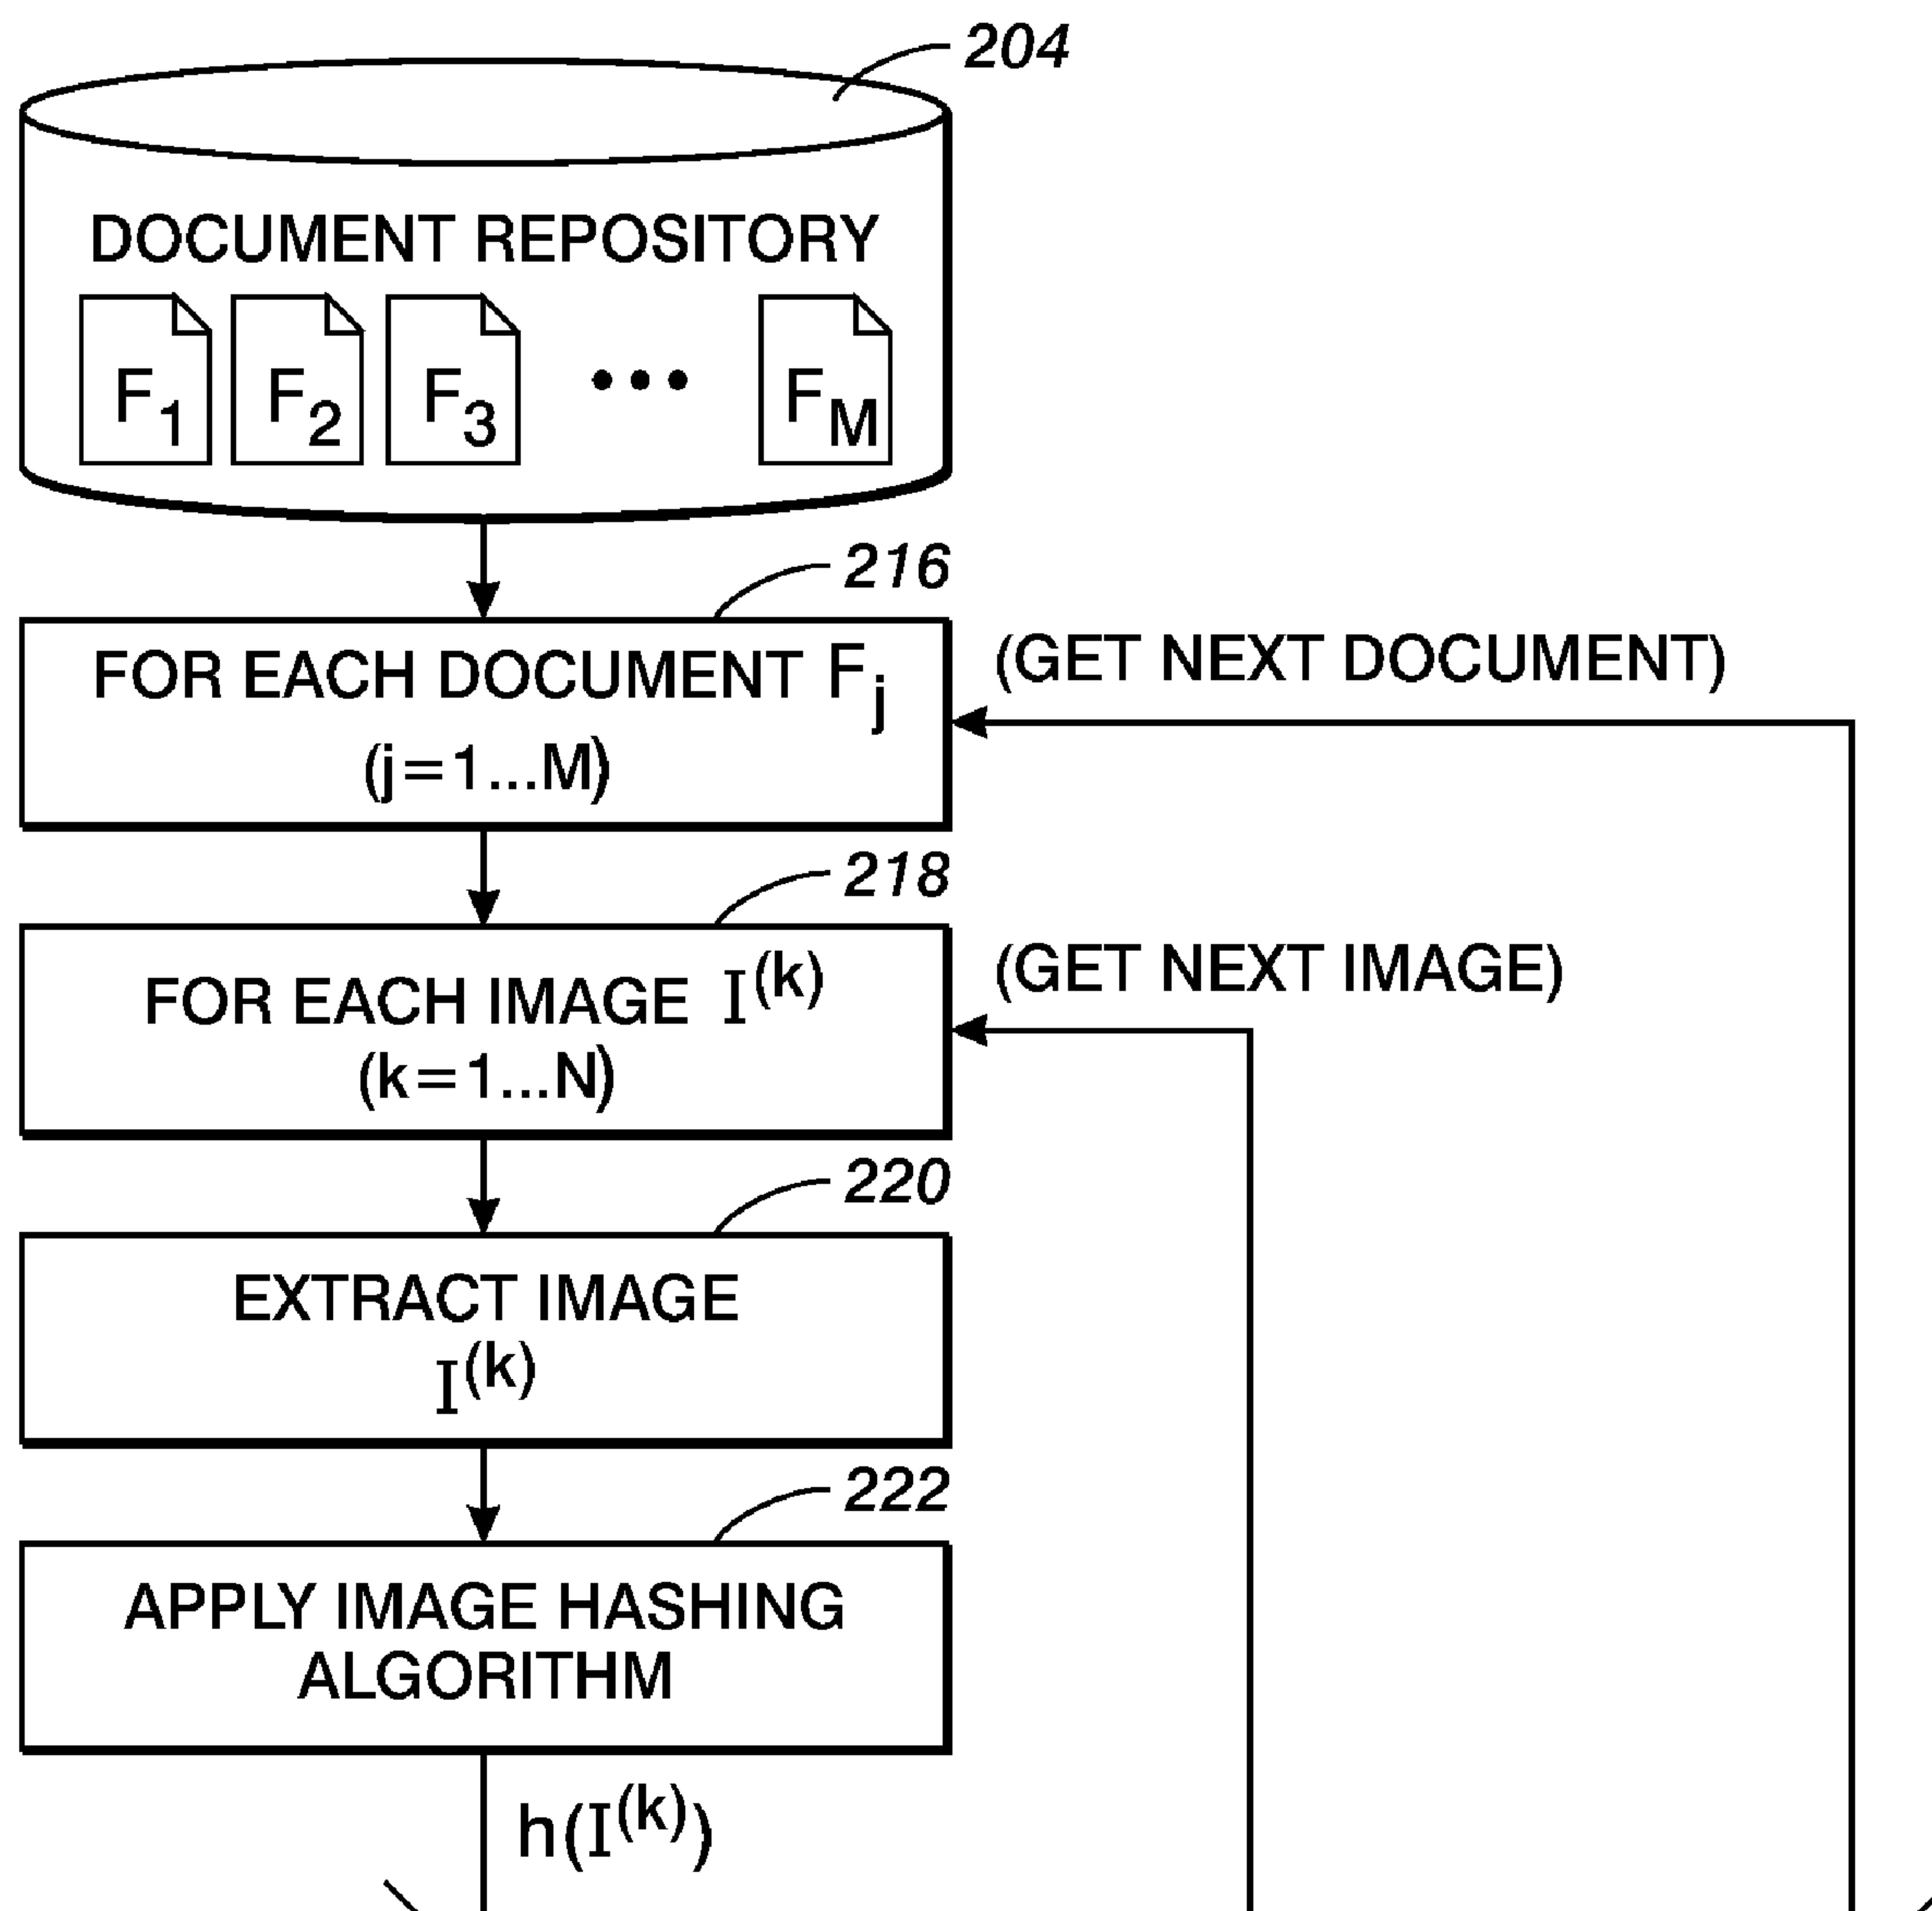 204
DOCUMENT REPOSITORY
F1 F2 F3 ••• FM
216
FOR EACH DOCUMENT Fj
(j=1...M)
(GET NEXT DOCUMENT)
218
FOR EACH IMAGE I(k)
(k=1...N)
(GET NEXT IMAGE)
220
EXTRACT IMAGE
I(k)
222
APPLY IMAGE HASHING
ALGORITHM
h(I(k))